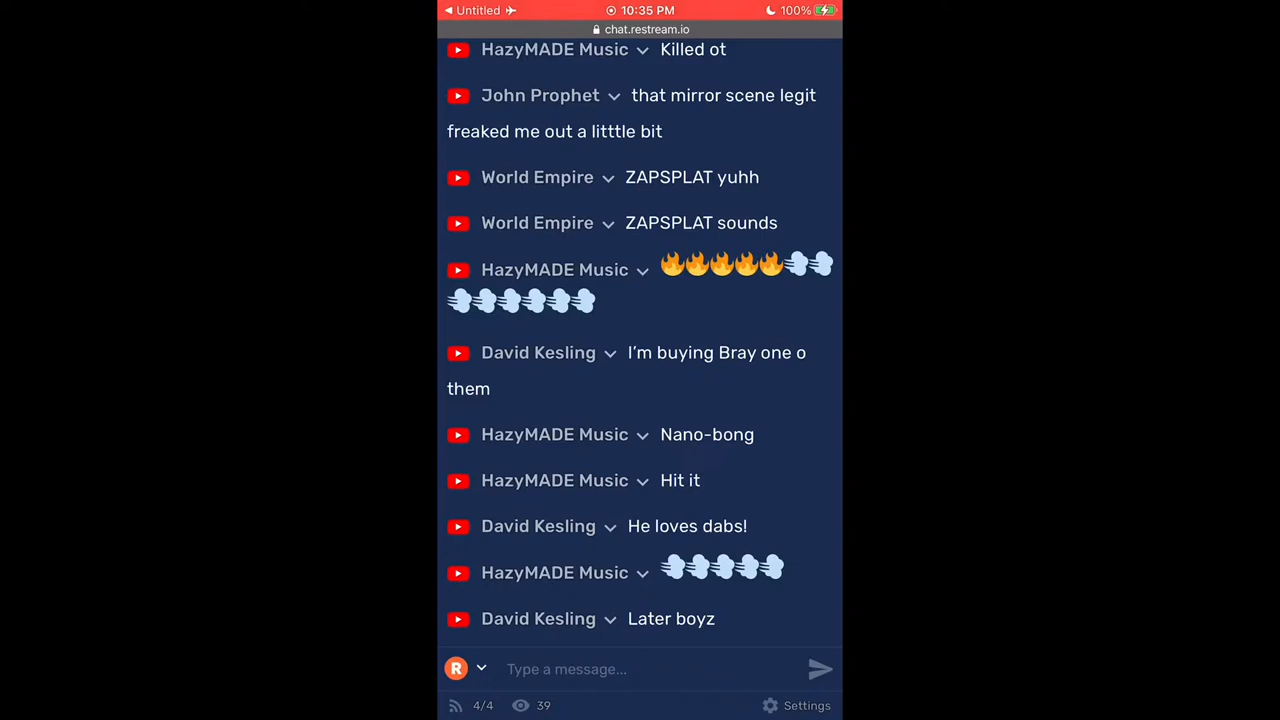 Untitled 10:35 PM 100%
chat.restream.io
HazyMADE Music Killed ot
John Prophet that mirror scene legit
freaked me out a litttle bit
World Empire ZAPSPLAT yuhh
World Empire ZAPSPLAT sounds
HazyMADE Music 🔥🔥🔥🔥🔥💨💨
💨💨💨💨💨💨
David Kesling I’m buying Bray one o
them
HazyMADE Music Nano-bong
HazyMADE Music Hit it
David Kesling He loves dabs!
HazyMADE Music 💨💨💨💨💨
David Kesling Later boyz
R Type a message...
4/4 39 Settings